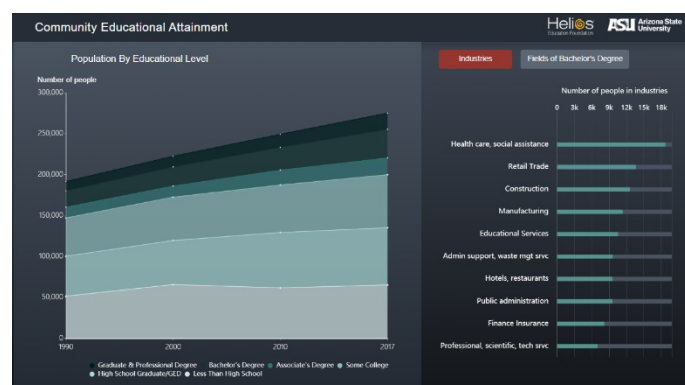 Community Educational Attainment
Helios
Education Foundation
ASU Arizona State
University
Population By Educational Level
Number of people
300,000
250,000
200,000
150,000
100,000
50,000
0
1990 2000 2010 2017
Graduate & Professional Degree Bachelor's Degree Associate's Degree Some College
High School Graduate/GED Less Than High School
Industries Fields of Bachelor's Degree
Number of people in industries
0 3k 6k 9k 12k 15k 18k
Health care, social assistance
Retail Trade
Construction
Manufacturing
Educational Services
Admin support, waste mgt srvc
Hotels, restaurants
Public administration
Finance Insurance
Professional, scientific, tech srvc